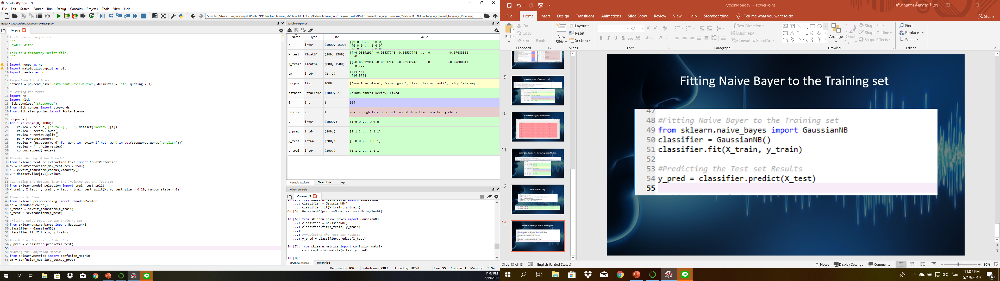 Spyder (Python 3.7)
File Edit Search Source Run Debug Consoles Projects Tools View Help
Semester\Advance ProgrammingML\Practice\P14-Machine-Learning-AZ-Template-Folder\Machine Learning A-Z Template Folder\Part 7 - Natural Language Processing\Section 36 - Natural Language\Natural_Language_Processing
Editor - C:\Users\sripa\.spyder-py3\temp.py
temp.py
1 # -*- coding: utf-8 -*-
2 """
3 Spyder Editor
4
5 This is a temporary script file.
6 """
7
8 import numpy as np
9 import matplotlib.pyplot as plt
10 import pandas as pd
11
12 #importing the dataset
13 dataset = pd.read_csv('Restaurant_Reviews.tsv', delimiter = '\t', quoting = 3)
14
15 #Cleaning the texts
16 import re
17 import nltk
18 nltk.download('stopwords')
19 from nltk.corpus import stopwords
20 from nltk.stem.porter import PorterStemmer
21
22 corpus = []
23 for i in range(0, 1000):
24 review = re.sub('[^a-zA-Z]', ' ', dataset['Review'][i])
25 review = review.lower()
26 review = review.split()
27 ps = PorterStemmer()
28 review = [ps.stem(word) for word in review if not word in set(stopwords.words('english'))]
29 review = ' '.join(review)
30 corpus.append(review)
31
32 #Create the Bag of Words model
33 from sklearn.feature_extraction.text import CountVectorizer
34 cv = CountVectorizer(max_features = 1500)
35 X = cv.fit_transform(corpus).toarray()
36 y = dataset.iloc[:,1].values
37
38 #splitting the dataset into the Training set and Test set
39 from sklearn.model_selection import train_test_split
40 X_train, X_test, y_train, y_test = train_test_split(X, y, test_size = 0.20, random_state = 0)
41
42 #Feature Scaling
43 from sklearn.preprocessing import StandardScaler
44 sc = StandardScaler()
45 X_train = sc.fit_transform(X_train)
46 X_test = sc.transform(X_test)
47
48 #Fitting Naive Bayer to the Training set
49 from sklearn.naive_bayes import GaussianNB
50 classifier = GaussianNB()
51 classifier.fit(X_train, y_train)
52
53 #Predicting the Test set Results
54 y_pred = classifier.predict(X_test)
55
56 #Making the Confusion Matrix
57 from sklearn.metrics import confusion_matrix
58 cm = confusion_matrix(y_test,y_pred)
Variable explorer
Name Type Size Value
X int64 (1000, 1500) [[0 0 0 ... 0 0 0]
[0 0 0 ... 0 0 0]
X_test float64 (200, 1500) [[-0.08692914 -0.03537746 -0.03537746 ... 0. -0.07088812
-0 ...
X_train float64 (800, 1500) [[-0.08692914 -0.03537746 -0.03537746 ... 0. -0.07088812
-0 ...
cm int64 (2, 2) [[54 43]
[16 87]]
corpus list 1000 ['wow love place', 'crust good', 'tasti textur nasti', 'stop late may ...
dataset DataFrame (1000, 2) Column names: Review, Liked
i int 1 999
review str 1 wast enough life pour salt wound draw time took bring check
y int64 (1000,) [1 0 0 ... 0 0 0]
y_pred int64 (200,) [1 1 1 ... 1 1 1]
y_test int64 (200,) [0 0 0 ... 1 0 1]
y_train int64 (800,) [1 1 1 ... 1 1 1]
Variable explorer File explorer Help
IPython console
Console 1/A
In [5]: from sklearn.naive_bayes import GaussianNB
...: classifier = GaussianNB()
...: classifier.fit(X_train, y_train)
Out[5]: GaussianNB(priors=None, var_smoothing=1e-09)
In [6]: from sklearn.naive_bayes import GaussianNB
...: classifier = GaussianNB()
...: classifier.fit(X_train, y_train)
...:
...: #Predicting the Test set Results
...: y_pred = classifier.predict(X_test)
In [7]: from sklearn.metrics import confusion_matrix
...: cm = confusion_matrix(y_test,y_pred)
In [8]:
IPython console History log
Permissions: RW End-of-lines: CRLF Encoding: UTF-8 Line: 55 Column: 1 Memory: 90 %
11:07 PM
5/19/2019
PythonMonday - PowerPoint
File Home Insert Design Transitions Animations Slide Show Review View Help Storyboarding Tell me what you want to do Share
Paste Cut Copy Format Painter Clipboard
New Slide Layout Reset Section Slides
37 Font
B I U S abc AV Aa A
Text Direction Align Text Convert to SmartArt Paragraph
Arrange Quick Styles Shape Fill Shape Outline Shape Effects Drawing
Find Replace Select Editing
9 Create the bag of words model
10 Create the bag of words model
11 splitting the dataset into the Training set and Test set
12 Feature Scaling
13 Fitting Naive Bayer to the Training set
Fitting Naive Bayer to the Training set
47
48 #Fitting Naive Bayer to the Training set
49 from sklearn.naive_bayes import GaussianNB
50 classifier = GaussianNB()
51 classifier.fit(X_train, y_train)
52
53 #Predicting the Test set Results
54 y_pred = classifier.predict(X_test)
55
Slide 13 of 13 English (United States) Notes Display Settings Comments 86%
ไทย
11:07 PM
5/19/2019
4